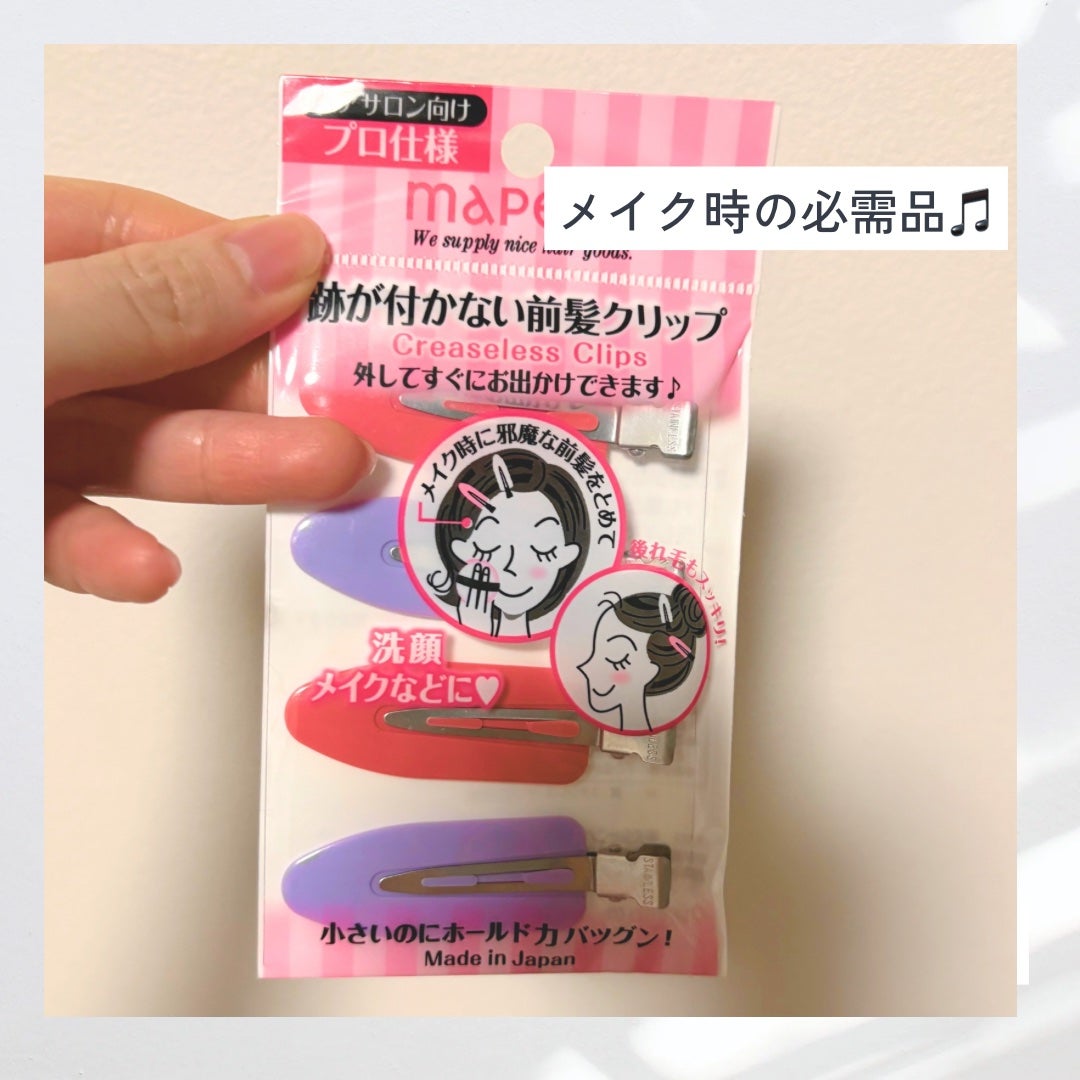 サロン向け
プロ仕様
メイク時の必需品🎵
We supply nice hair goods.
跡が付かない前髪クリップ
Creaseless Clips
外してすぐにお出かけできます♪
STAINLESS
メイク時に邪魔な前髪をとめて
後れ毛もスッキリ!
洗顔
メイクなどに♥
STAINLESS
小さいのにホールド力バツグン!
Made in Japan